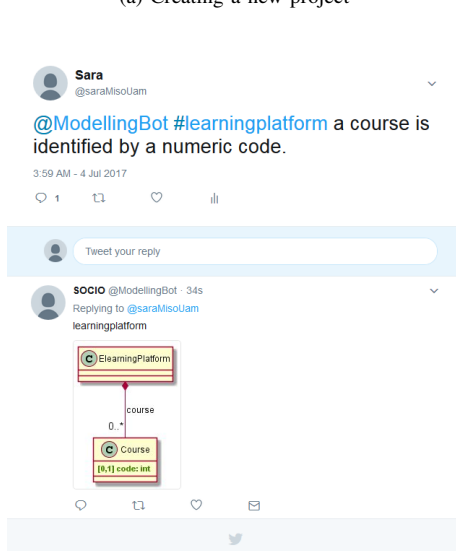 (a) Creating a new project
Sara
@saraMisoUam
@ModellingBot #learningplatform a course is
identified by a numeric code.
3:59 AM - 4 Jul 2017
1
Tweet your reply
SOCIO @ModellingBot · 34s
Replying to @saraMisoUam
learningplatform
C ElearningPlatform
course
0..*
C Course
[0,1] code: int